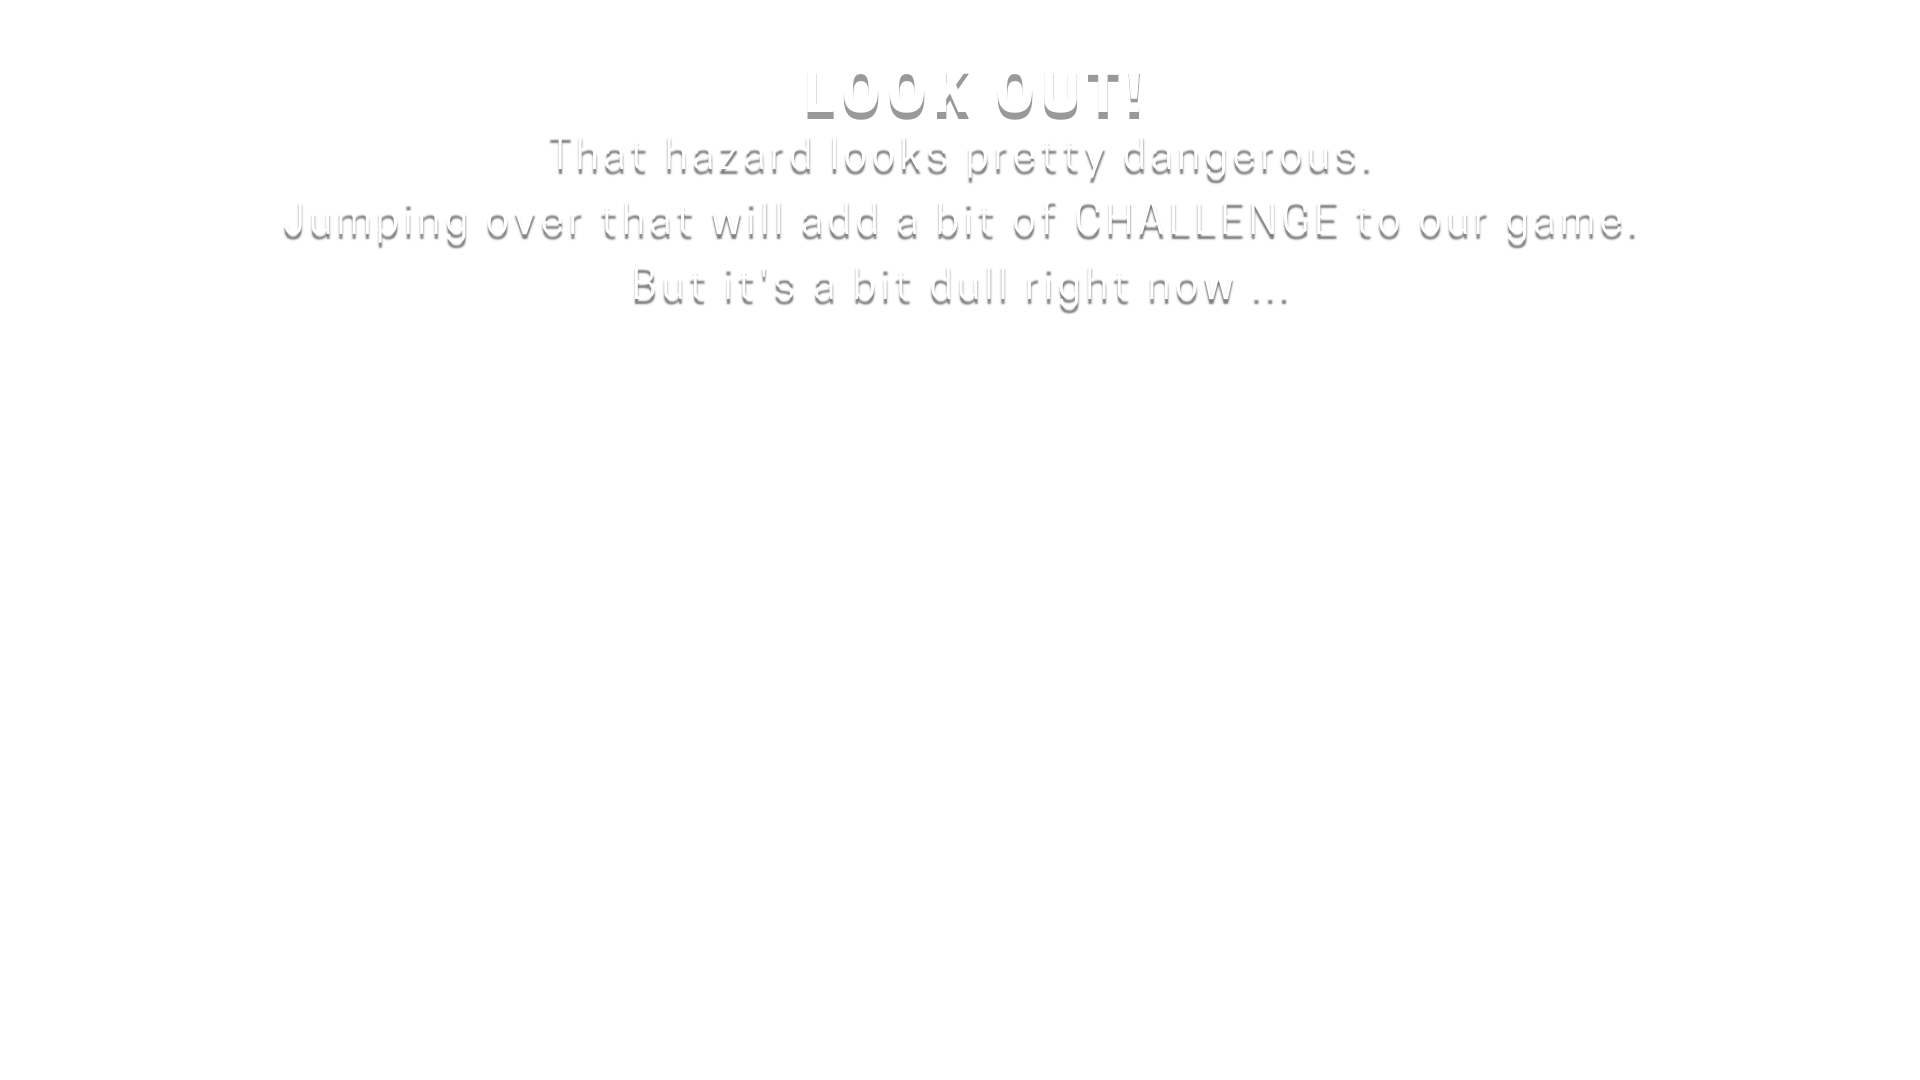 LOOK OUT!
That hazard looks pretty dangerous.
Jumping over that will add a bit of CHALLENGE to our game.
But it's a bit dull right now ...